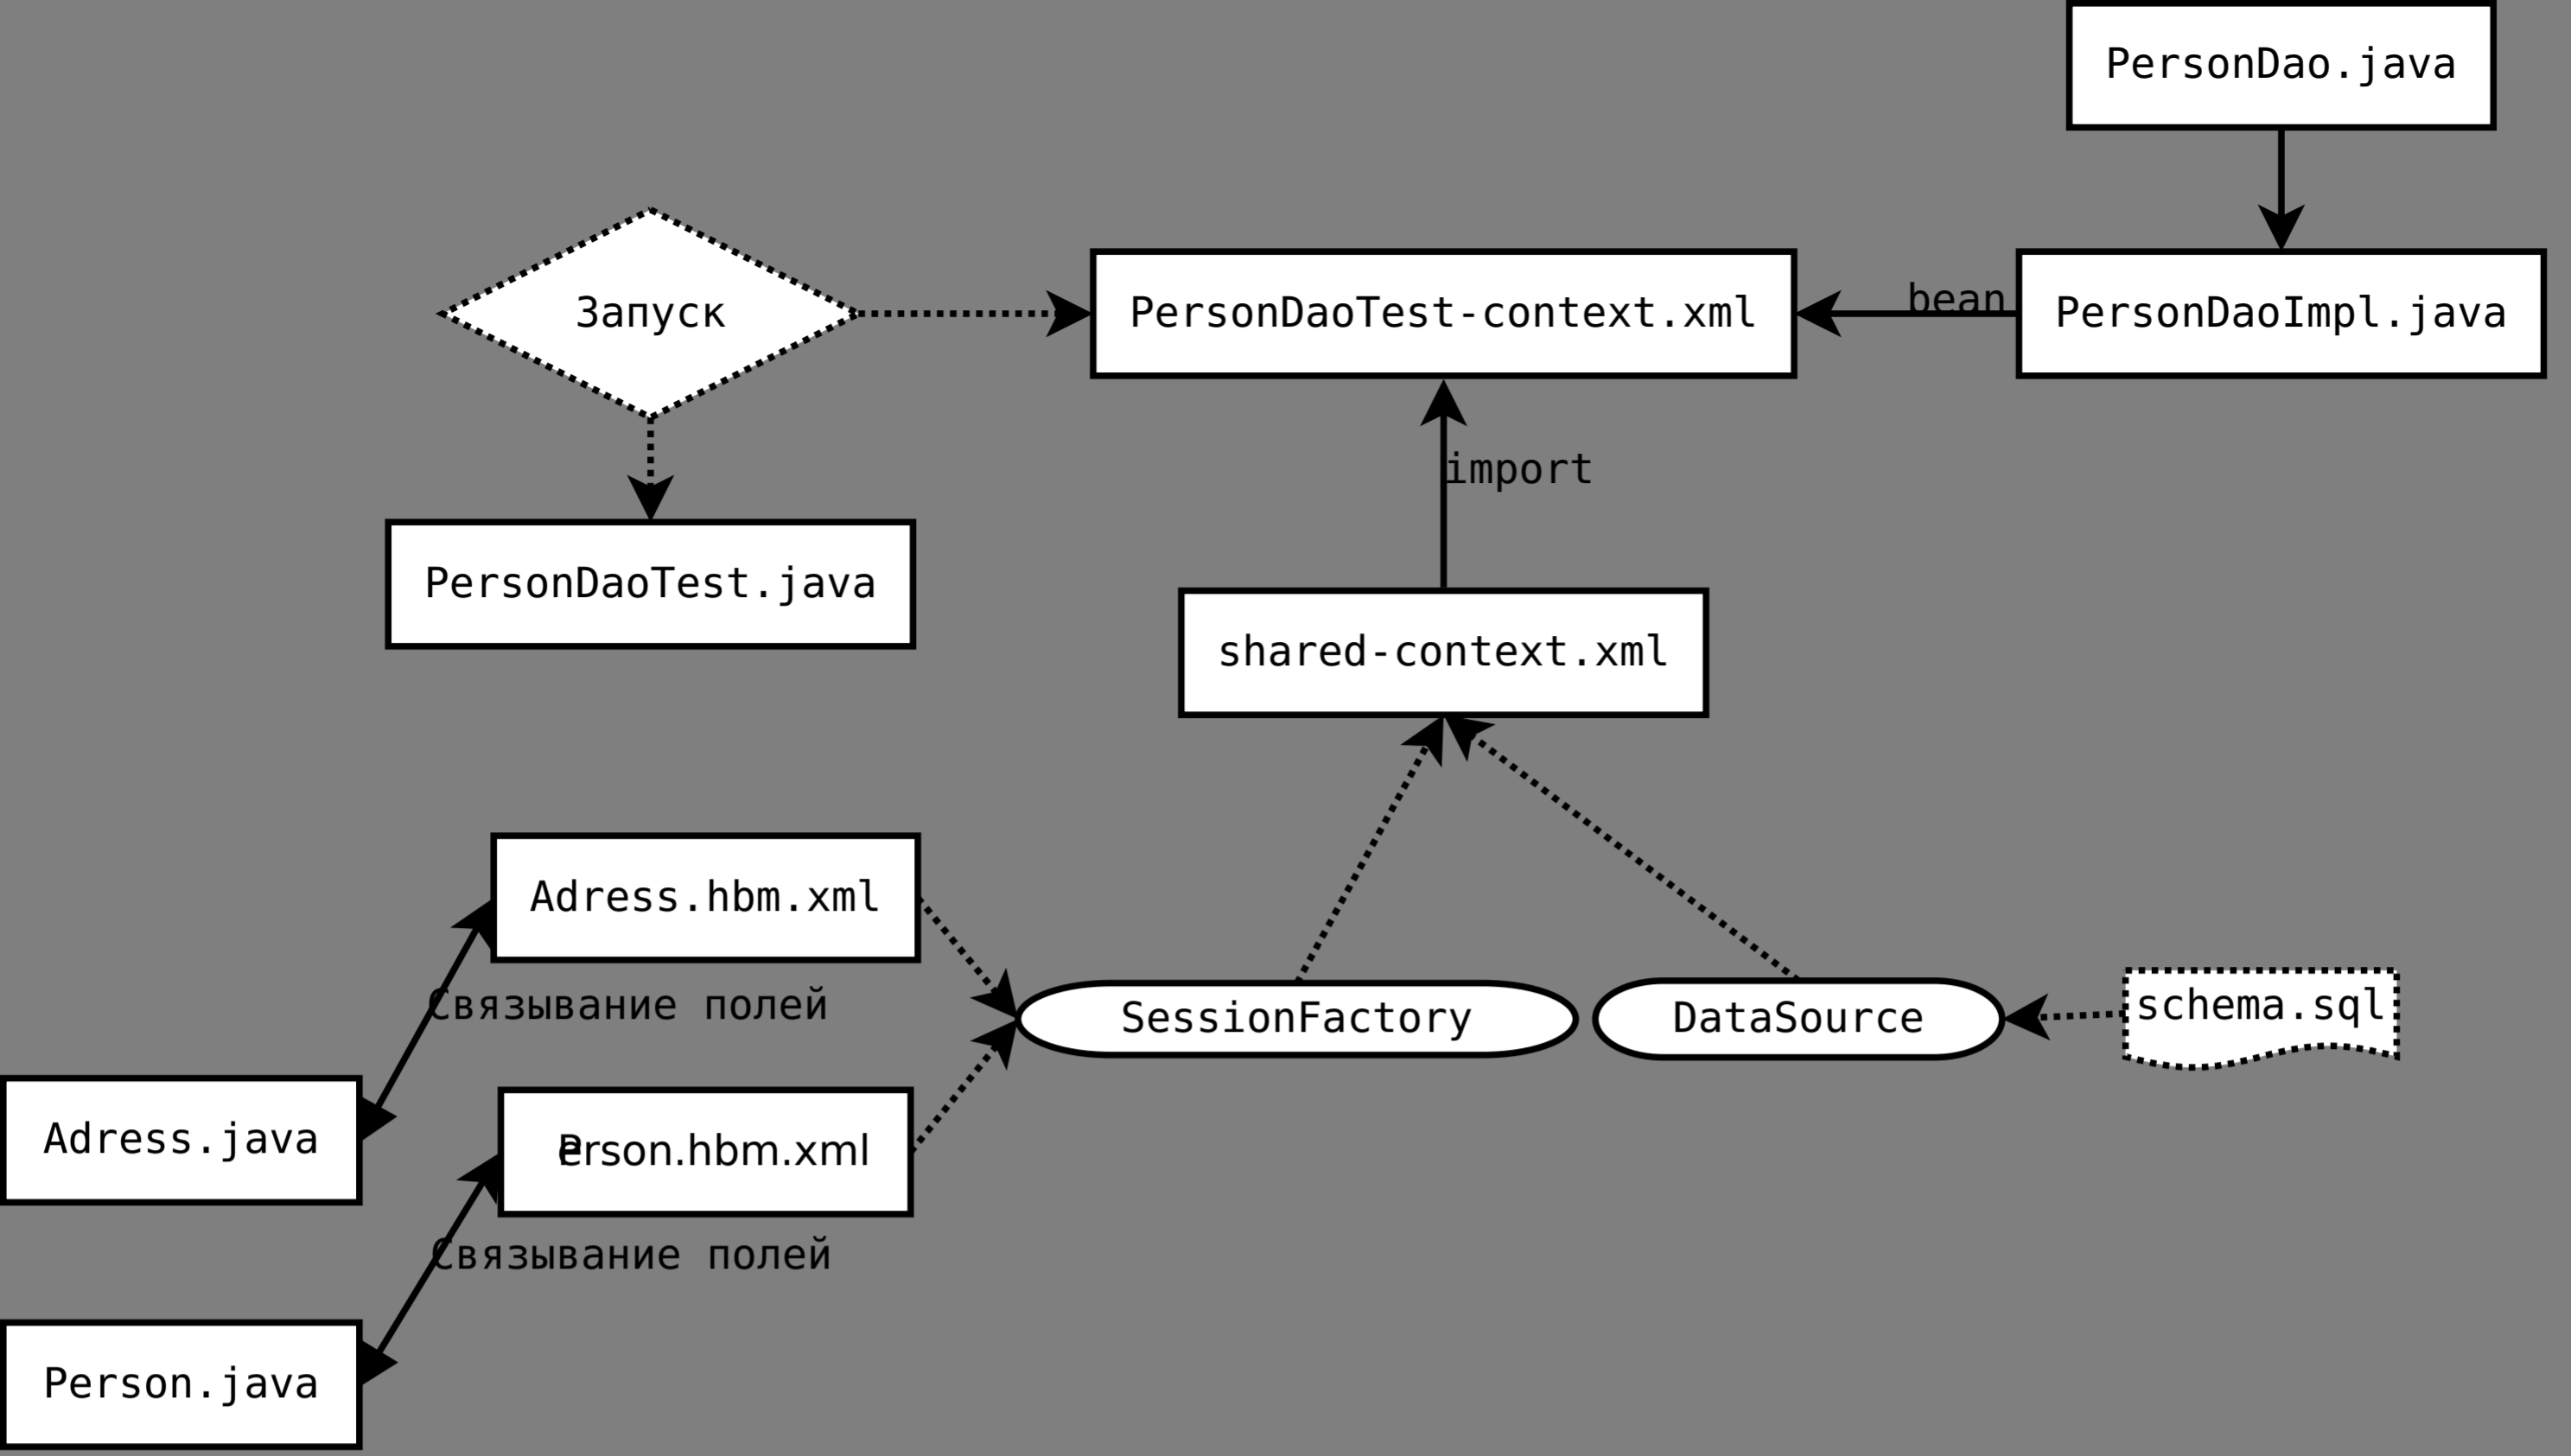 PersonDao.java
Запуск
PersonDaoTest-context.xml
bean
PersonDaoImpl.java
import
PersonDaoTest.java
shared-context.xml
Adress.hbm.xml
Связывание полей
SessionFactory
DataSource
schema.sql
Adress.java
Person.hbm.xml
Связывание полей
Person.java